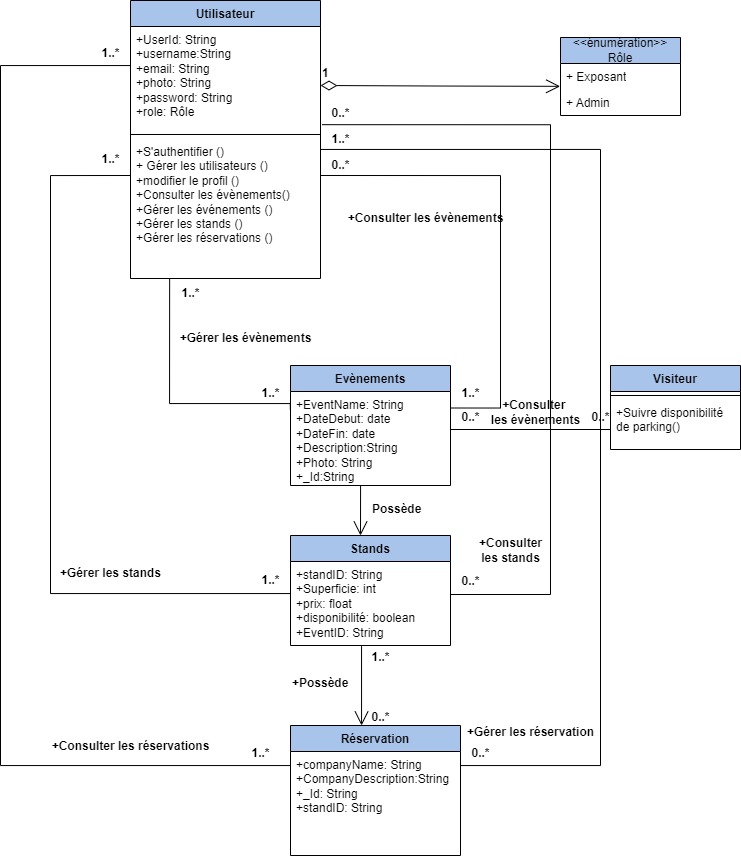 Utilisateur
+UserId: String
+username:String
+email: String
+photo: String
+password: String
+role: Rôle
+S'authentifier ()
+ Gérer les utilisateurs ()
+modifier le profil ()
+Consulter les évènements()
+Gérer les évènements ()
+Gérer les stands ()
+Gérer les réservations ()
<<énumération>>
Rôle
+ Exposant
+ Admin
1..*
1
0..*
1..*
1..*
0..*
+Consulter les évènements
1..*
+Gérer les évènements
1..*
Evènements
+EventName: String
+DateDebut: date
+DateFin: date
+Description:String
+Photo: String
+_Id:String
1..*
0..*
+Consulter
les évènements
0..*
Visiteur
+Suivre disponibilité
de parking()
Possède
+Consulter
les stands
0..*
+Gérer les stands
1..*
Stands
+standID: String
+Superficie: int
+prix: float
+disponibilité: boolean
+EventID: String
1..*
+Possède
0..*
+Gérer les réservation
0..*
+Consulter les réservations
1..*
Réservation
+companyName: String
+CompanyDescription:String
+_Id: String
+standID: String